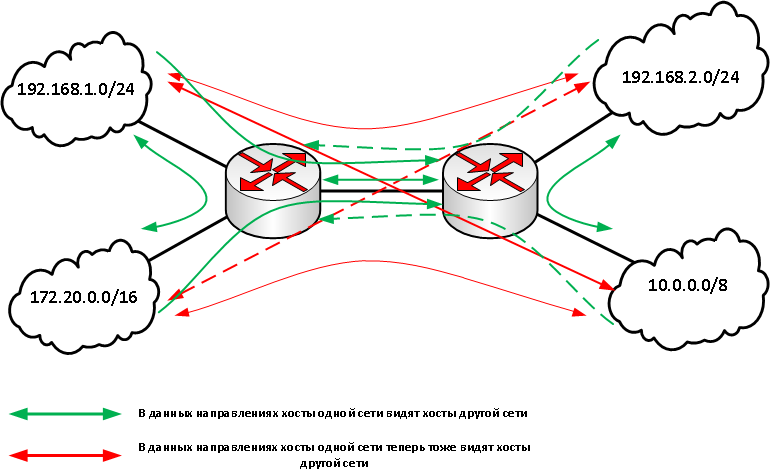 192.168.1.0/24
192.168.2.0/24
172.20.0.0/16
10.0.0.0/8
В данных направлениях хосты одной сети видят хосты другой сети
В данных направлениях хосты одной сети теперь тоже видят хосты
другой сети